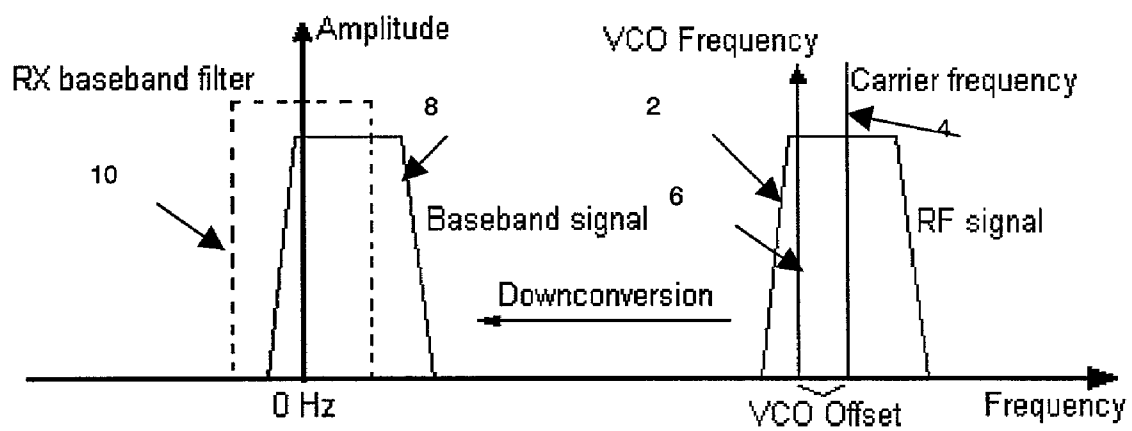 Amplitude
VCO Frequency
RX baseband filter
Carrier frequency
8
2
4
10
6
Baseband signal
RF signal
Downconversion
0 Hz
VCO Offset
Frequency